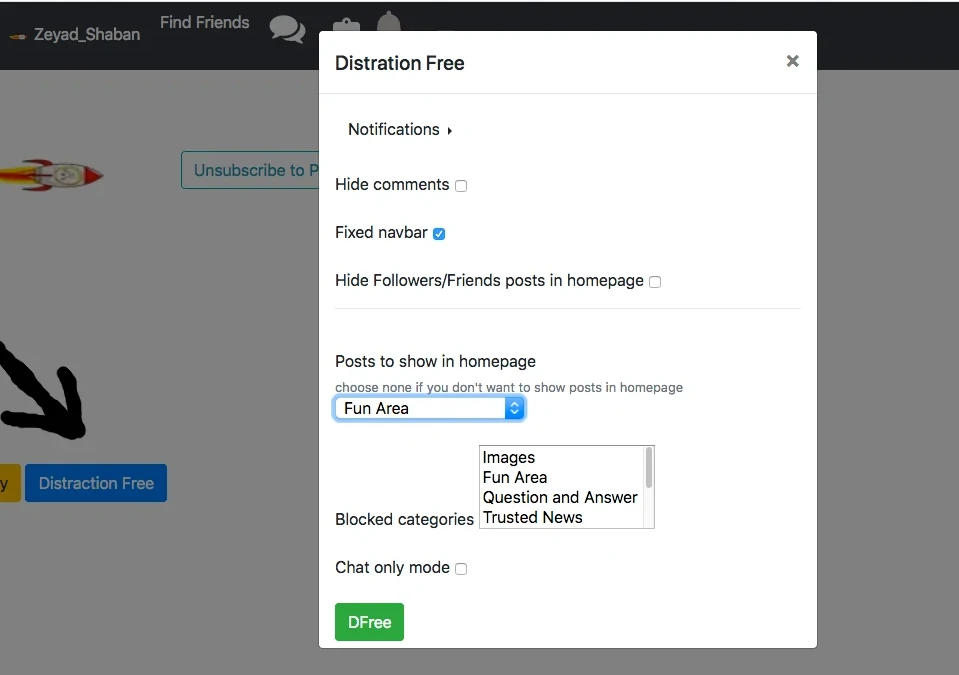 Zeyad_Shaban
Find Friends
Distration Free
×
Notifications
Unsubscribe to P
Hide comments
Fixed navbar
Hide Followers/Friends posts in homepage
Posts to show in homepage
choose none if you don't want to show posts in homepage
Fun Area
Images
Fun Area
Question and Answer
Trusted News
Blocked categories
y
Distraction Free
Chat only mode
DFree